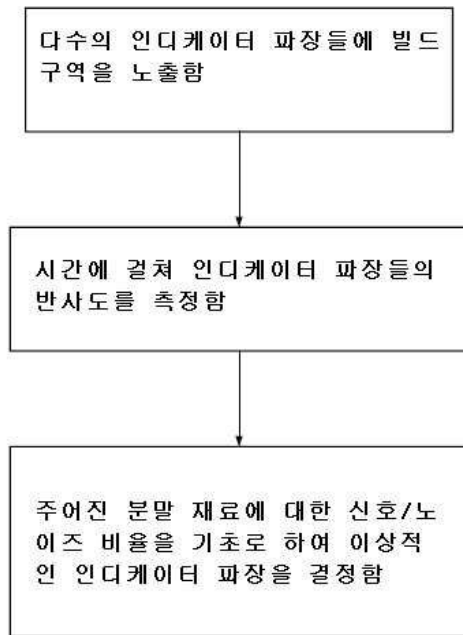 다수의 인디케이터 파장들에 빌드
구역을 노출함
시간에 걸쳐 인디케이터 파장들의
반사도를 측정함
주어진 분말 재료에 대한 신호/노
이즈 비율을 기초로 하여 이상적
인 인디케이터 파장을 결정함